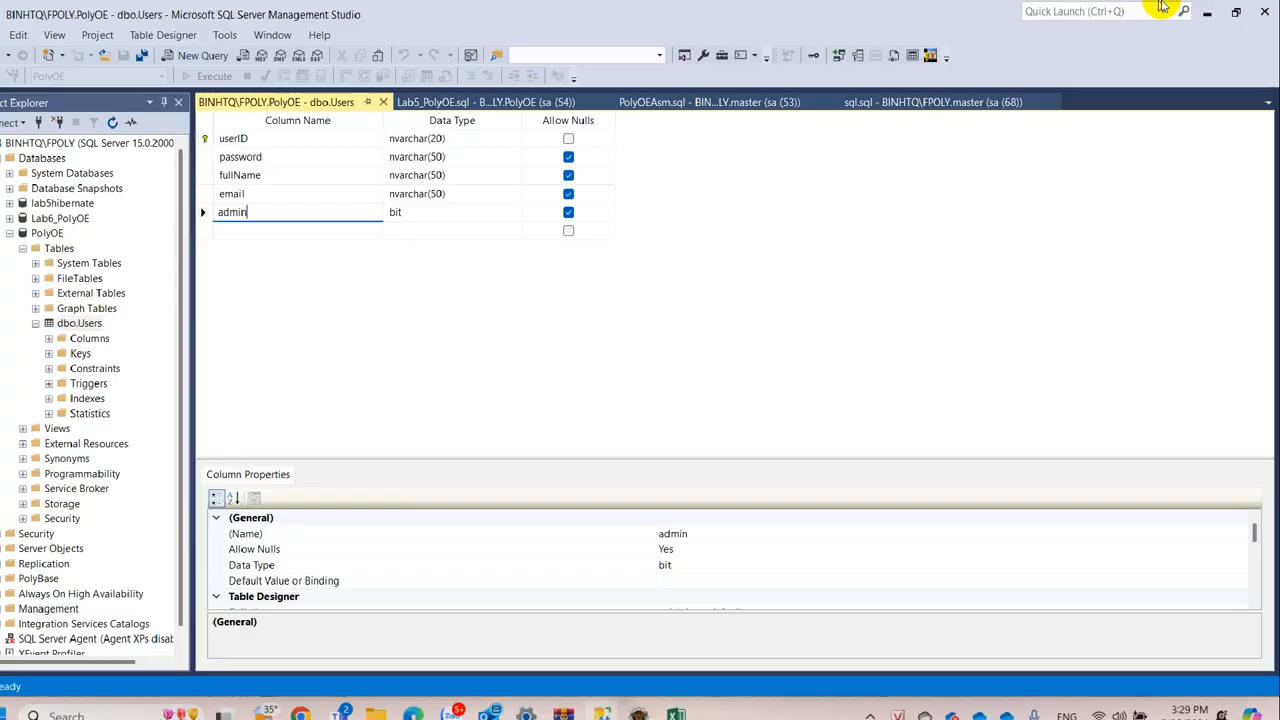 BINHTQ\FPOLY.PolyOE - dbo.Users - Microsoft SQL Server Management Studio
Quick Launch (Ctrl+Q)
Edit View Project Table Designer Tools Window Help
New Query
PolyOE Execute
ect Explorer
BINHTQ\FPOLY.PolyOE - dbo.Users Lab5_PolyOE.sql - B...LY.PolyOE (sa (54)) PolyOEAsm.sql - BIN...LY.master (sa (53)) sql.sql - BINHTQ\FPOLY.master (sa (68))
nnect
BINHTQ\FPOLY (SQL Server 15.0.2000
Databases
System Databases
Database Snapshots
lab5hibernate
Lab6_PolyOE
PolyOE
Tables
System Tables
FileTables
External Tables
Graph Tables
dbo.Users
Columns
Keys
Constraints
Triggers
Indexes
Statistics
Views
External Resources
Synonyms
Programmability
Service Broker
Storage
Security
Security
Server Objects
Replication
PolyBase
Always On High Availability
Management
Integration Services Catalogs
SQL Server Agent (Agent XPs disab
XEvent Profiler
Column Name Data Type Allow Nulls
userID nvarchar(20)
password nvarchar(50)
fullName nvarchar(50)
email nvarchar(50)
admin bit
Column Properties
(General)
(Name) admin
Allow Nulls Yes
Data Type bit
Default Value or Binding
Table Designer
(General)
eady
Search 35° ENG 3:29 PM